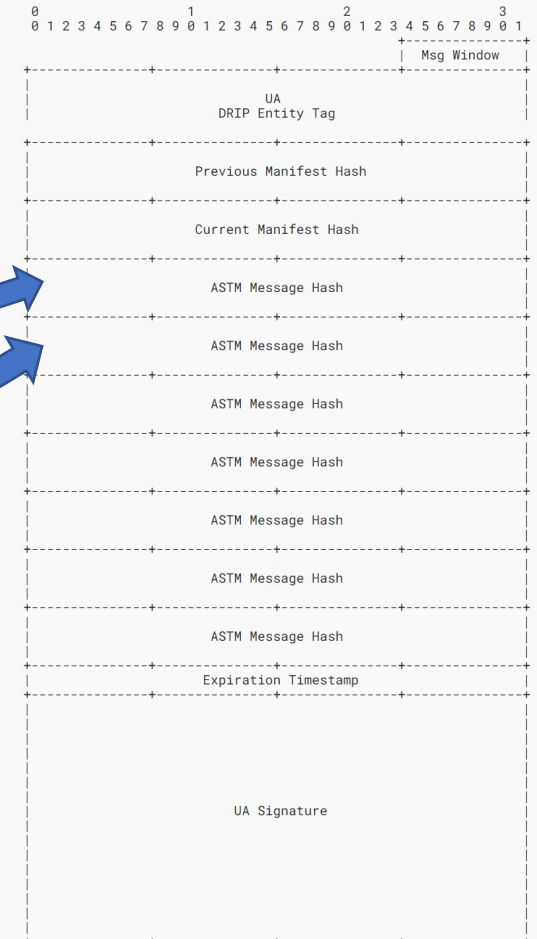 0 1 2 3
0 1 2 3 4 5 6 7 8 9 0 1 2 3 4 5 6 7 8 9 0 1 2 3 4 5 6 7 8 9 0 1
Msg Window
UA
DRIP Entity Tag
Previous Manifest Hash
Current Manifest Hash
ASTM Message Hash
ASTM Message Hash
ASTM Message Hash
ASTM Message Hash
ASTM Message Hash
ASTM Message Hash
ASTM Message Hash
Expiration Timestamp
UA Signature